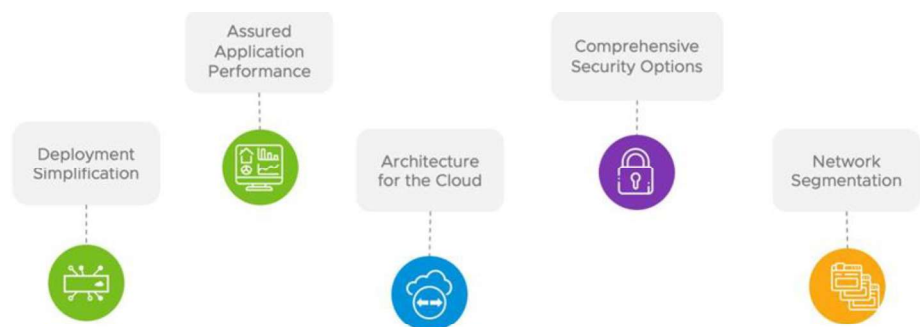 Assured
Application
Performance
Comprehensive
Security Options
Deployment
Simplification
Architecture
for the Cloud
Network
Segmentation